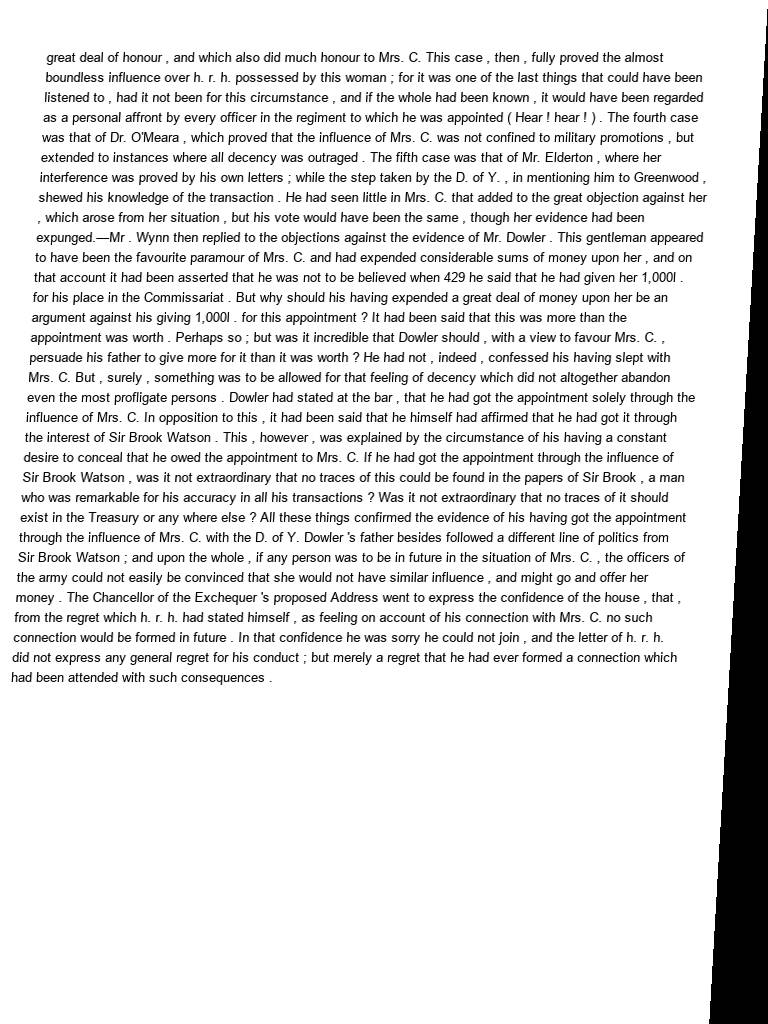 great deal of honour , and which also did much honour to Mrs. C. This case , then , fully proved the almost
boundless influence over h. r. h. possessed by this woman ; for it was one of the last things that could have been
listened to , had it not been for this circumstance , and if the whole had been known , it would have been regarded
as a personal affront by every officer in the regiment to which he was appointed ( Hear ! hear ! ) . The fourth case
was that of Dr. O'Meara , which proved that the influence of Mrs. C. was not confined to military promotions , but
extended to instances where all decency was outraged . The fifth case was that of Mr. Elderton , where her
interference was proved by his own letters ; while the step taken by the D. of Y. , in mentioning him to Greenwood ,
shewed his knowledge of the transaction . He had seen little in Mrs. C. that added to the great objection against her
, which arose from her situation , but his vote would have been the same , though her evidence had been
expunged.—Mr . Wynn then replied to the objections against the evidence of Mr. Dowler . This gentleman appeared
to have been the favourite paramour of Mrs. C. and had expended considerable sums of money upon her , and on
that account it had been asserted that he was not to be believed when 429 he said that he had given her 1,000l .
for his place in the Commissariat . But why should his having expended a great deal of money upon her be an
argument against his giving 1,000l . for this appointment ? It had been said that this was more than the
appointment was worth . Perhaps so ; but was it incredible that Dowler should , with a view to favour Mrs. C. ,
persuade his father to give more for it than it was worth ? He had not , indeed , confessed his having slept with
Mrs. C. But , surely , something was to be allowed for that feeling of decency which did not altogether abandon
even the most profligate persons . Dowler had stated at the bar , that he had got the appointment solely through the
influence of Mrs. C. In opposition to this , it had been said that he himself had affirmed that he had got it through
the interest of Sir Brook Watson . This , however , was explained by the circumstance of his having a constant
desire to conceal that he owed the appointment to Mrs. C. If he had got the appointment through the influence of
Sir Brook Watson , was it not extraordinary that no traces of this could be found in the papers of Sir Brook , a man
who was remarkable for his accuracy in all his transactions ? Was it not extraordinary that no traces of it should
exist in the Treasury or any where else ? All these things confirmed the evidence of his having got the appointment
through the influence of Mrs. C. with the D. of Y. Dowler 's father besides followed a different line of politics from
Sir Brook Watson ; and upon the whole , if any person was to be in future in the situation of Mrs. C. , the officers of
the army could not easily be convinced that she would not have similar influence , and might go and offer her
money . The Chancellor of the Exchequer 's proposed Address went to express the confidence of the house , that ,
from the regret which h. r. h. had stated himself , as feeling on account of his connection with Mrs. C. no such
connection would be formed in future . In that confidence he was sorry he could not join , and the letter of h. r. h.
did not express any general regret for his conduct ; but merely a regret that he had ever formed a connection which
had been attended with such consequences .